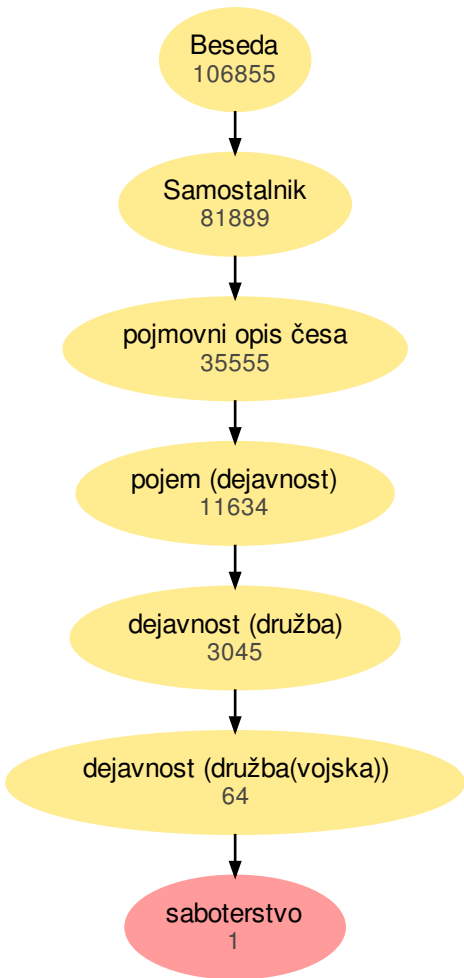 Beseda
106855
Samostalnik
81889
pojmovni opis česa
35555
pojem (dejavnost)
11634
dejavnost (družba)
3045
dejavnost (družba(vojska))
64
saboterstvo
1